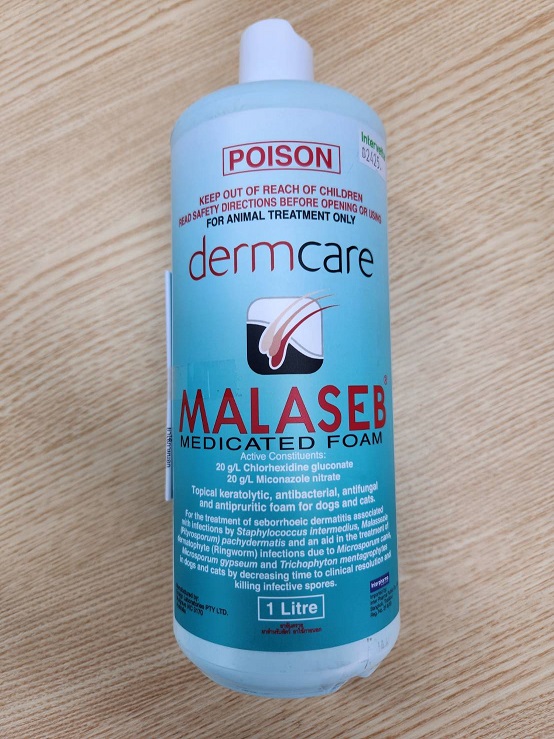 POISON
KEEP OUT OF REACH OF CHILDREN
READ SAFETY DIRECTIONS BEFORE OPENING OR USING
FOR ANIMAL TREATMENT ONLY
dermcare
MALASEB®
MEDICATED FOAM
Active Constituents:
20 g/L Chlorhexidine gluconate
20 g/L Miconazole nitrate
Topical keratolytic, antibacterial, antifungal
and antipruritic foam for dogs and cats.
For the treatment of seborrhoeic dermatitis associated
with infections by Staphylococcus intermedius, Malassezia
(Pityrosporum) pachydermatis and an aid in the treatment of
dermatophyte (Ringworm) infections due to Microsporum canis,
Microsporum gypseum and Trichophyton mentagrophytes
in dogs and cats by decreasing time to clinical resolution and
killing infective spores.
PTY LTD.
1 Litre